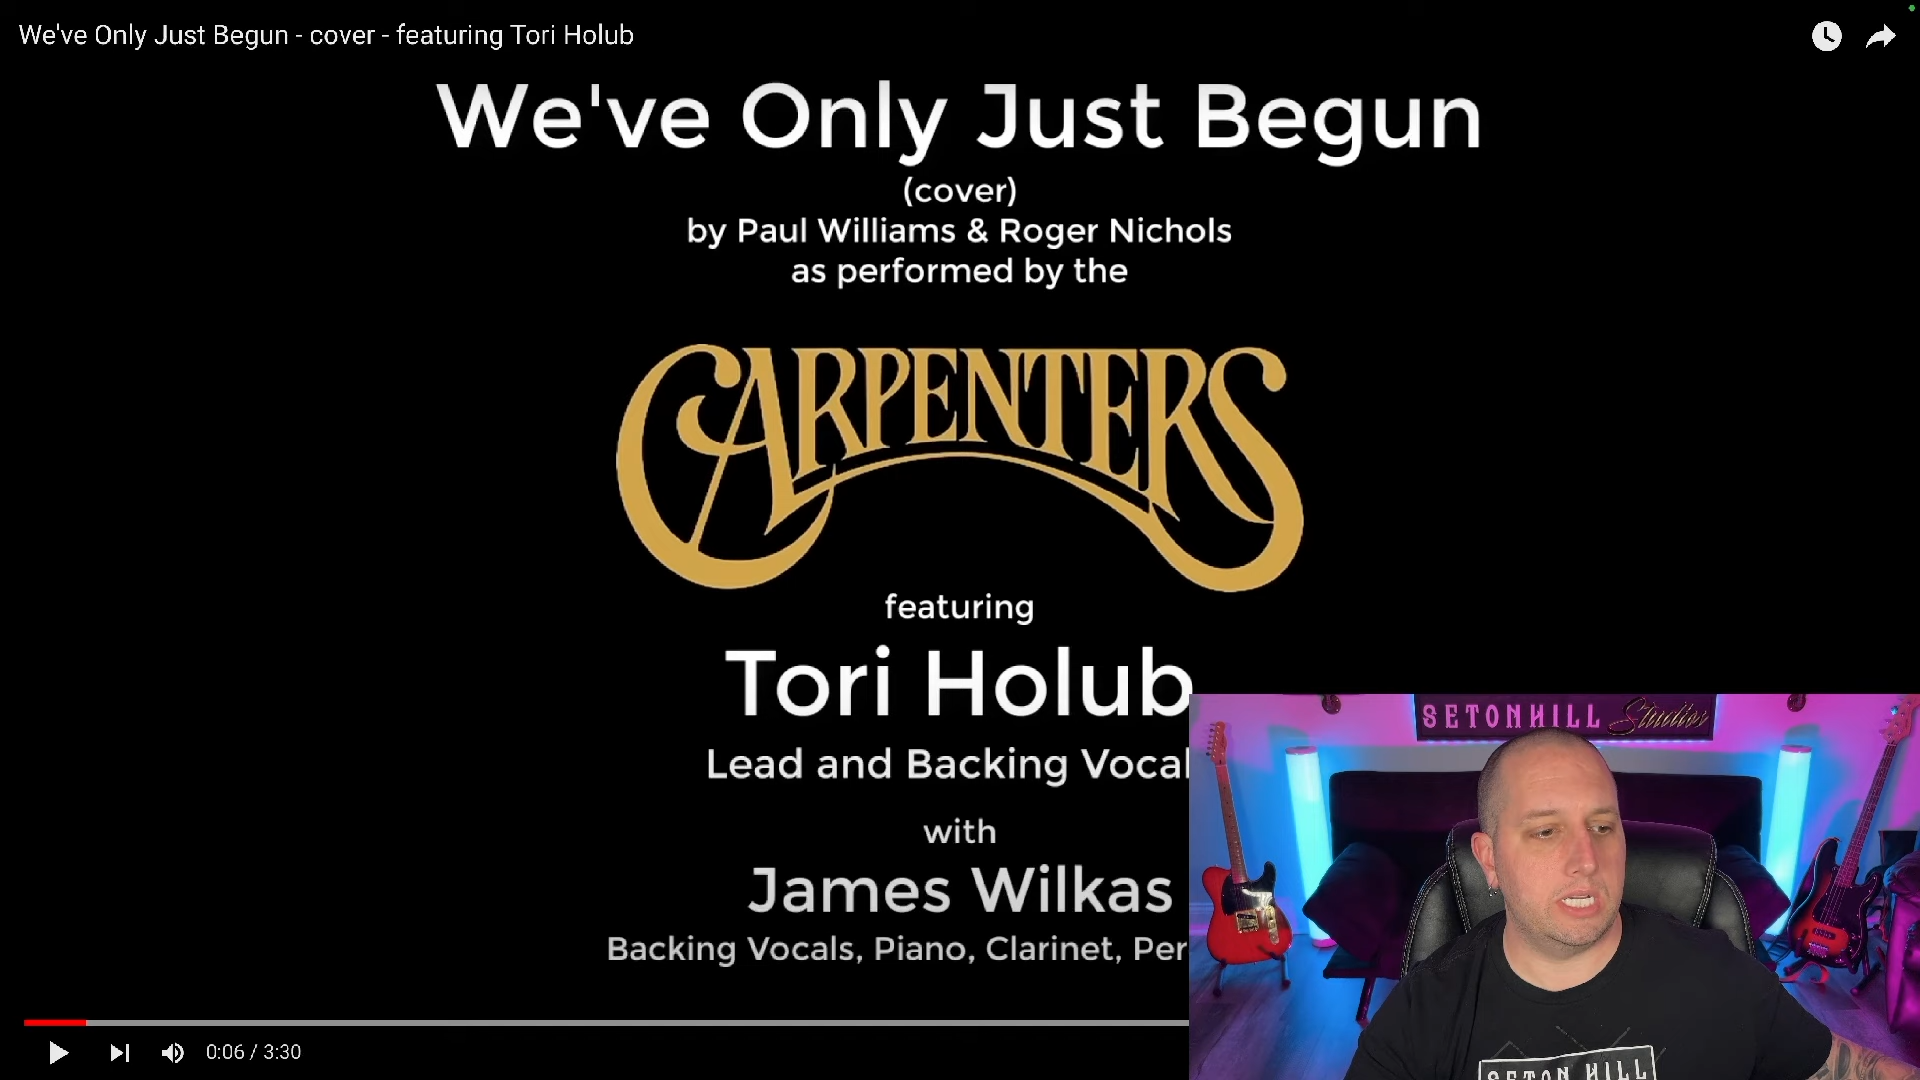 We've Only Just Begun - cover - featuring Tori Holub
We've Only Just Begun
(cover)
by Paul Williams & Roger Nichols
as performed by the
CARPENTERS
featuring
Tori Holub
Lead and Backing Vocal
with
James Wilkas
Backing Vocals, Piano, Clarinet, Per
SETONHILL Studios
SETON HILL
0:06 / 3:30